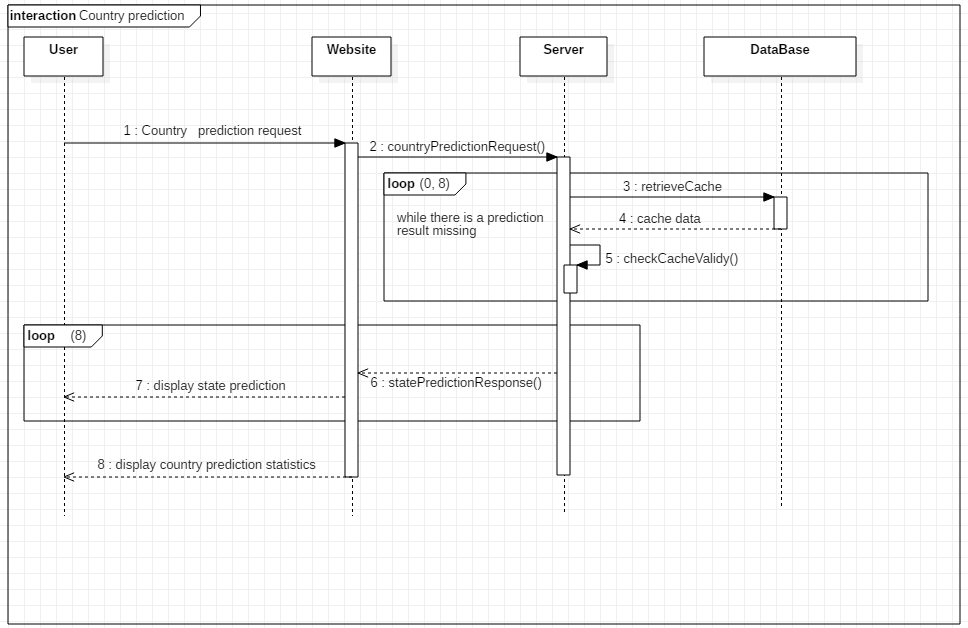 interaction Country prediction
User
Website
Server
DataBase
1 : Country prediction request
2 : countryPredictionRequest()
loop (0, 8)
3 : retrieveCache
while there is a prediction
result missing
4 : cache data
5 : checkCacheValidy()
loop (8)
6 : statePredictionResponse()
7 : display state prediction
8 : display country prediction statistics